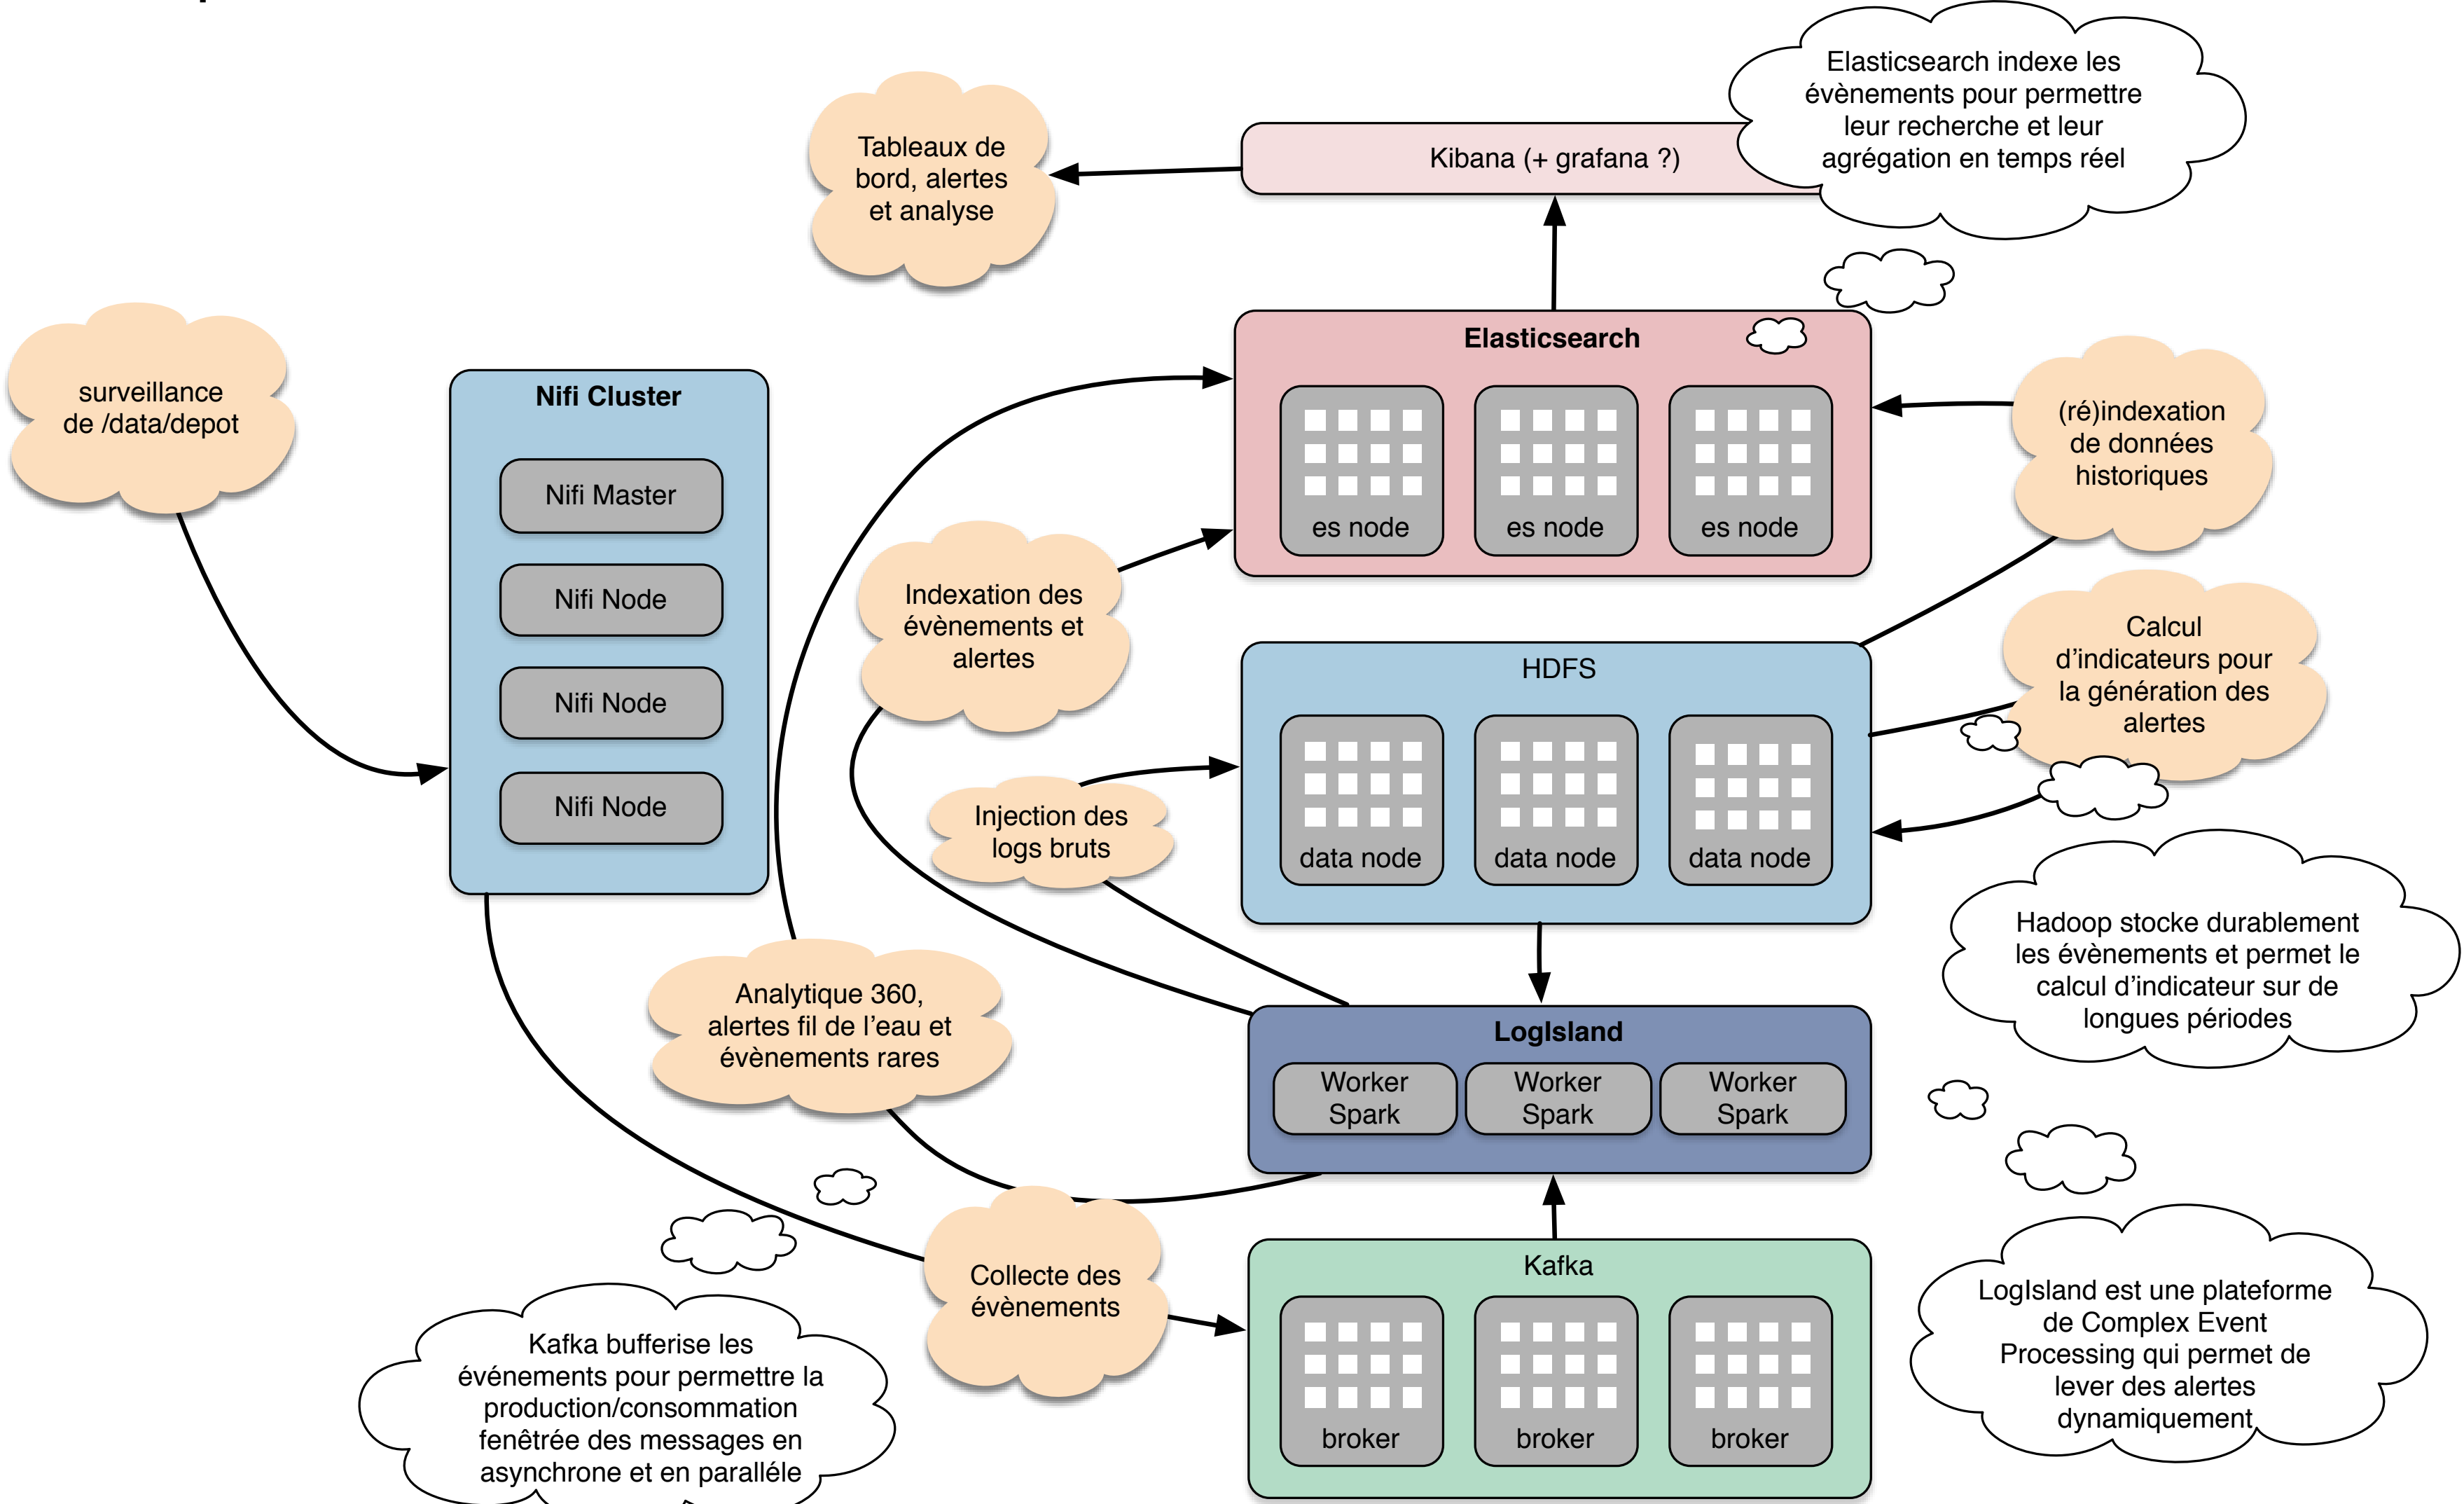 Elasticsearch indexe les
évènements pour permettre
leur recherche et leur
agrégation en temps réel
Tableaux de
bord, alertes
et analyse
Kibana (+ grafana ?)
surveillance
de /data/depot
Nifi Cluster
Nifi Master
Nifi Node
Nifi Node
Nifi Node
Elasticsearch
es node
es node
es node
(ré)indexation
de données
historiques
Indexation des
évènements et
alertes
HDFS
data node
data node
data node
Calcul
d'indicateurs pour
la génération des
alertes
Injection des
logs bruts
Hadoop stocke durablement
les évènements et permet le
calcul d'indicateur sur de
longues périodes
Analytique 360,
alertes fil de l'eau et
évènements rares
LogIsland
Worker
Spark
Worker
Spark
Worker
Spark
Collecte des
évènements
Kafka
broker
broker
broker
LogIsland est une plateforme
de Complex Event
Processing qui permet de
lever des alertes
dynamiquement
Kafka bufferise les
événements pour permettre la
production/consommation
fenêtrée des messages en
asynchrone et en paralléle